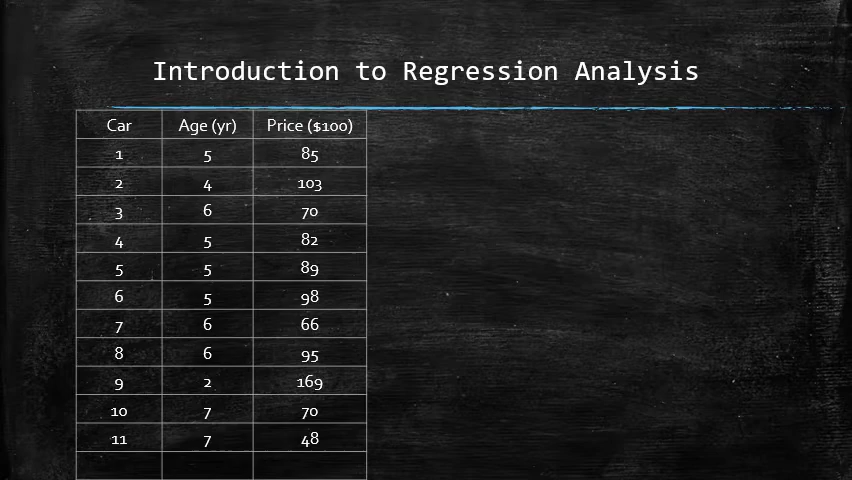 Introduction to Regression Analysis
Car Age (yr) Price ($100)
1 5 85
2 4 103
3 6 70
4 5 82
5 5 89
6 5 98
7 6 66
8 6 95
9 2 169
10 7 70
11 7 48